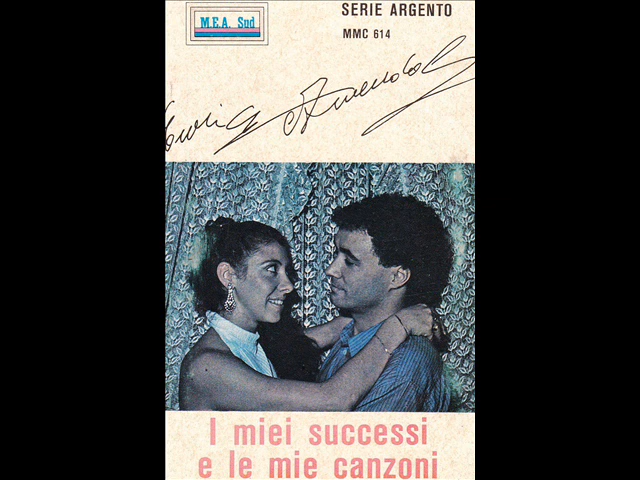 M.E.A. Sud
SERIE ARGENTO
MMC 614
I miei successi
e le mie canzoni